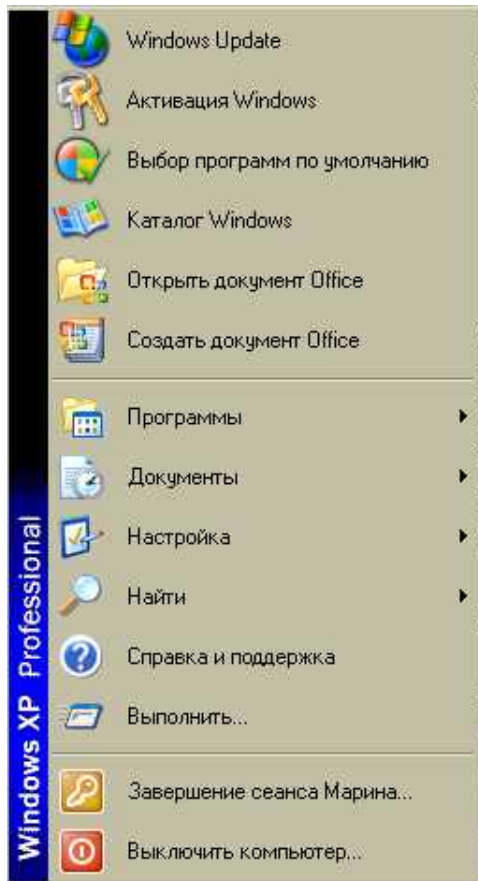 Windows Update
Активация Windows
Выбор программ по умолчанию
Каталог Windows
Открыть документ Office
Создать документ Office
Программы
Документы
Настройка
Найти
Справка и поддержка
Выполнить...
Завершение сеанса Марина...
Выключить компьютер...
Windows XP Professional